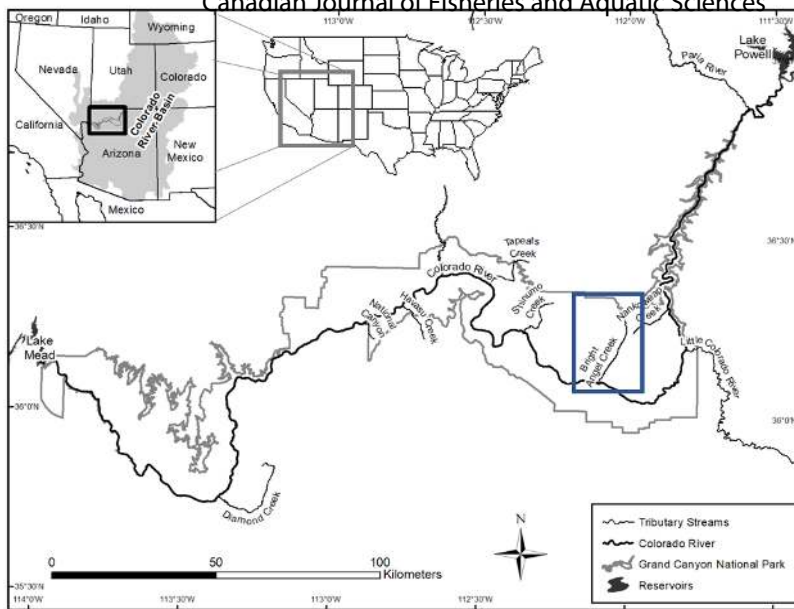 Canadian Journal of Fisheries and Aquatic Sciences
113°0'W
112°30'W
112°0'W
111°30'W
Oregon
Idaho
Wyoming
Nevada
Utah
Colorado
California
Colorado
River Basin
Arizona
New
Mexico
Mexico
Lake
Powell
Paria River
36°30'N
36°30'N
Tapeats
Creek
Colorado River
Shinumo
Creek
Nankoweap
Creek
National
Canyon
Havasu Creek
Bright
Angel Creek
Little Colorado River
Lake
Mead
36°0'N
36°0'N
Diamond Creek
N
0
50
100
Kilometers
Tributary Streams
Colorado River
Grand Canyon National Park
Reservoirs
35°30'N
114°0'W
113°30'W
113°0'W
112°30'W